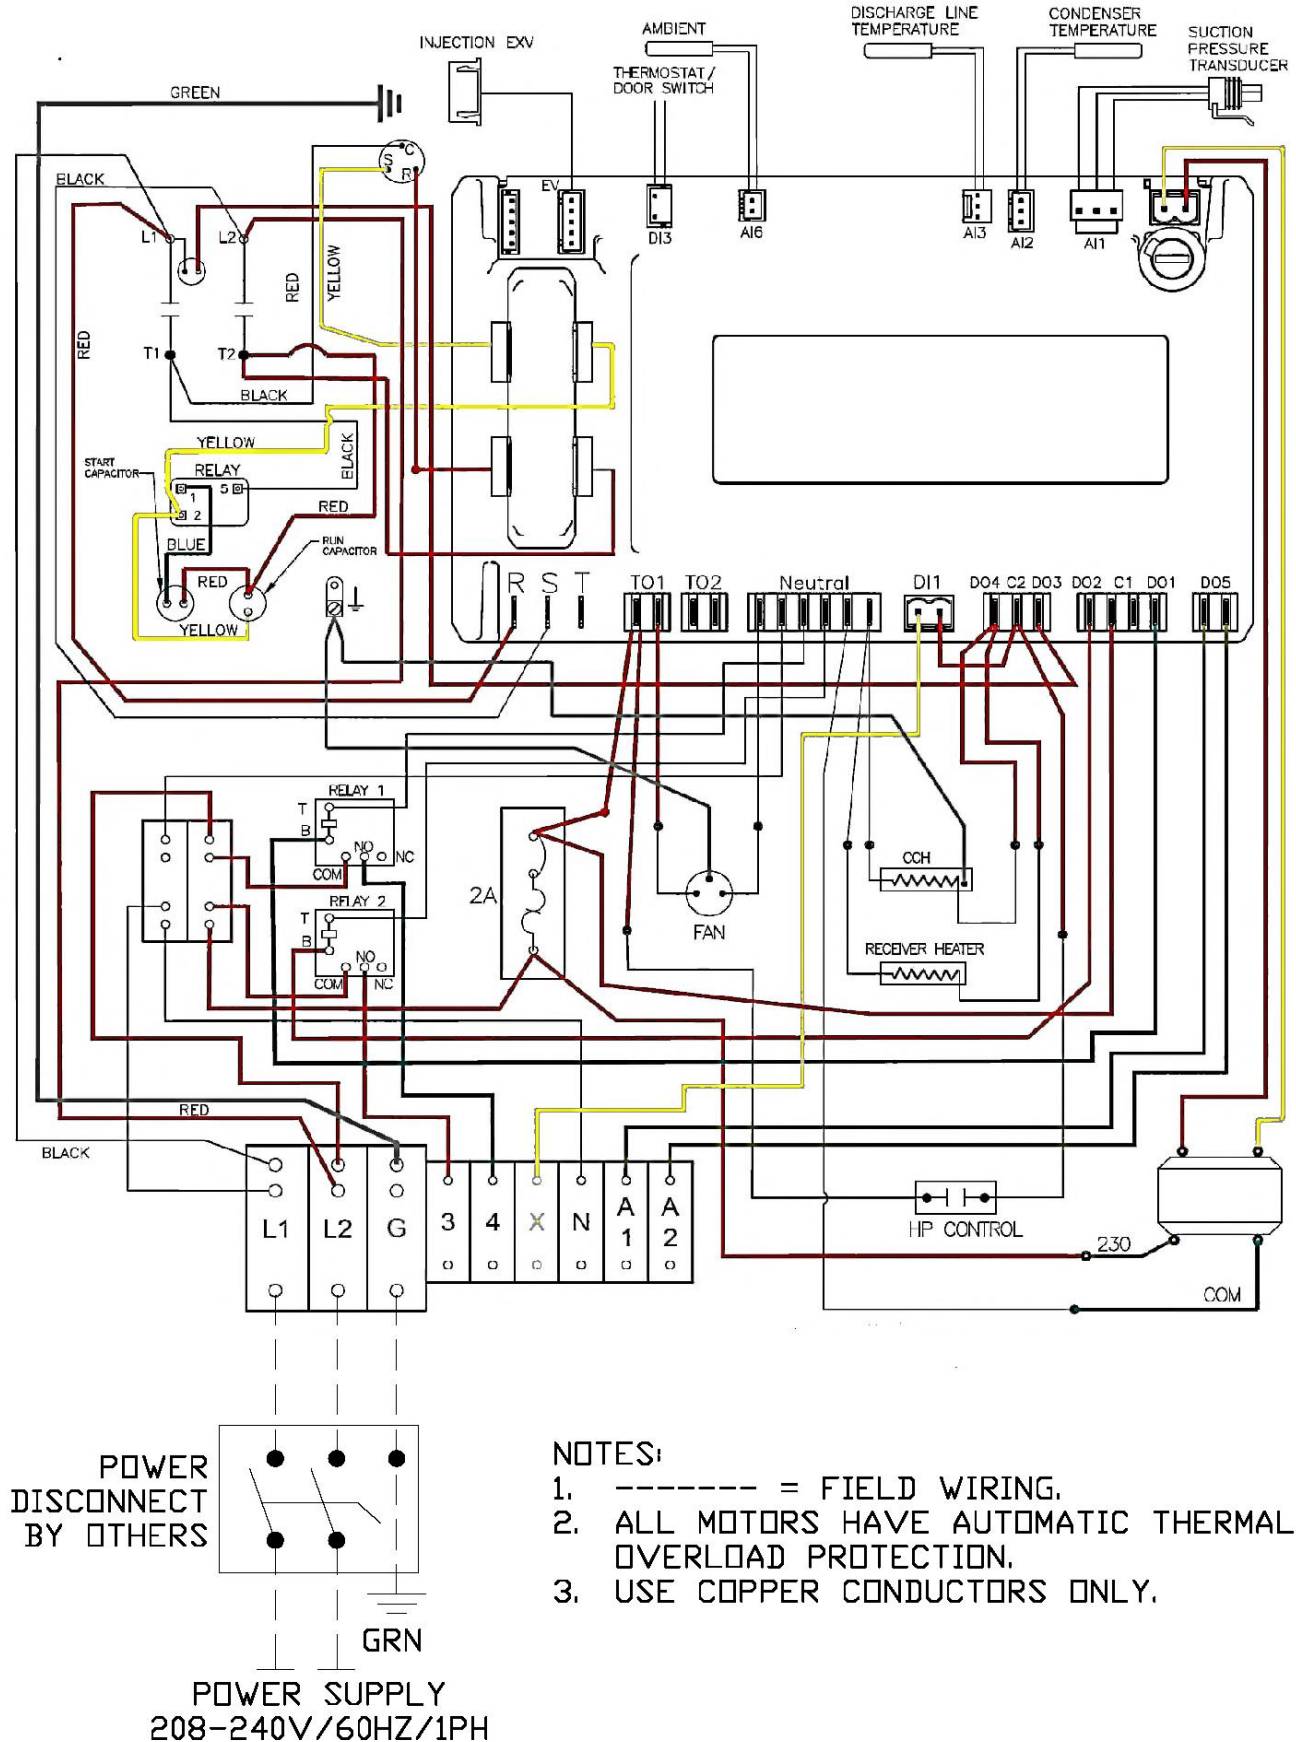 DISCHARGE LINE
TEMPERATURE
CONDENSER
TEMPERATURE
SUCTION
PRESSURE
TRANSDUCER
AMBIENT
INJECTION EXV
THERMOSTAT/
DOOR SWITCH
GREEN
C
S
R
BLACK
EV
DI3
AI6
AI3
AI2
AI1
L1
L2
RED
YELLOW
RED
T1
T2
BLACK
YELLOW
BLACK
START
CAPACITOR
RELAY
1
5
2
RED
BLUE
RUN
CAPACITOR
RED
YELLOW
R S T
TO1 TO2 Neutral DI1 DO4 C2 DO3 DO2 C1 DO1 DO5
RELAY 1
T
B
NO
NC
COM
RELAY 2
T
B
NO
COM
NC
2A
FAN
CCH
RECEIVER HEATER
RED
BLACK
L1 L2 G 3 4 X N A1 A2
HP CONTROL
230
COM
POWER
DISCONNECT
BY OTHERS
GRN
POWER SUPPLY
208-240V/60HZ/1PH
NOTES:
1. ------- = FIELD WIRING.
2. ALL MOTORS HAVE AUTOMATIC THERMAL
OVERLOAD PROTECTION.
3. USE COPPER CONDUCTORS ONLY.